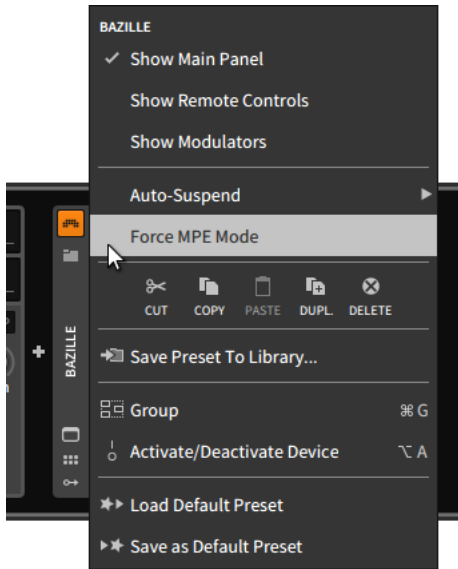 BAZILLE
Show Main Panel
Show Remote Controls
Show Modulators
Auto-Suspend
Force MPE Mode
CUT COPY PASTE DUPL. DELETE
Save Preset To Library...
Group ⌘ G
Activate/Deactivate Device ⌥ A
Load Default Preset
Save as Default Preset
BAZILLE